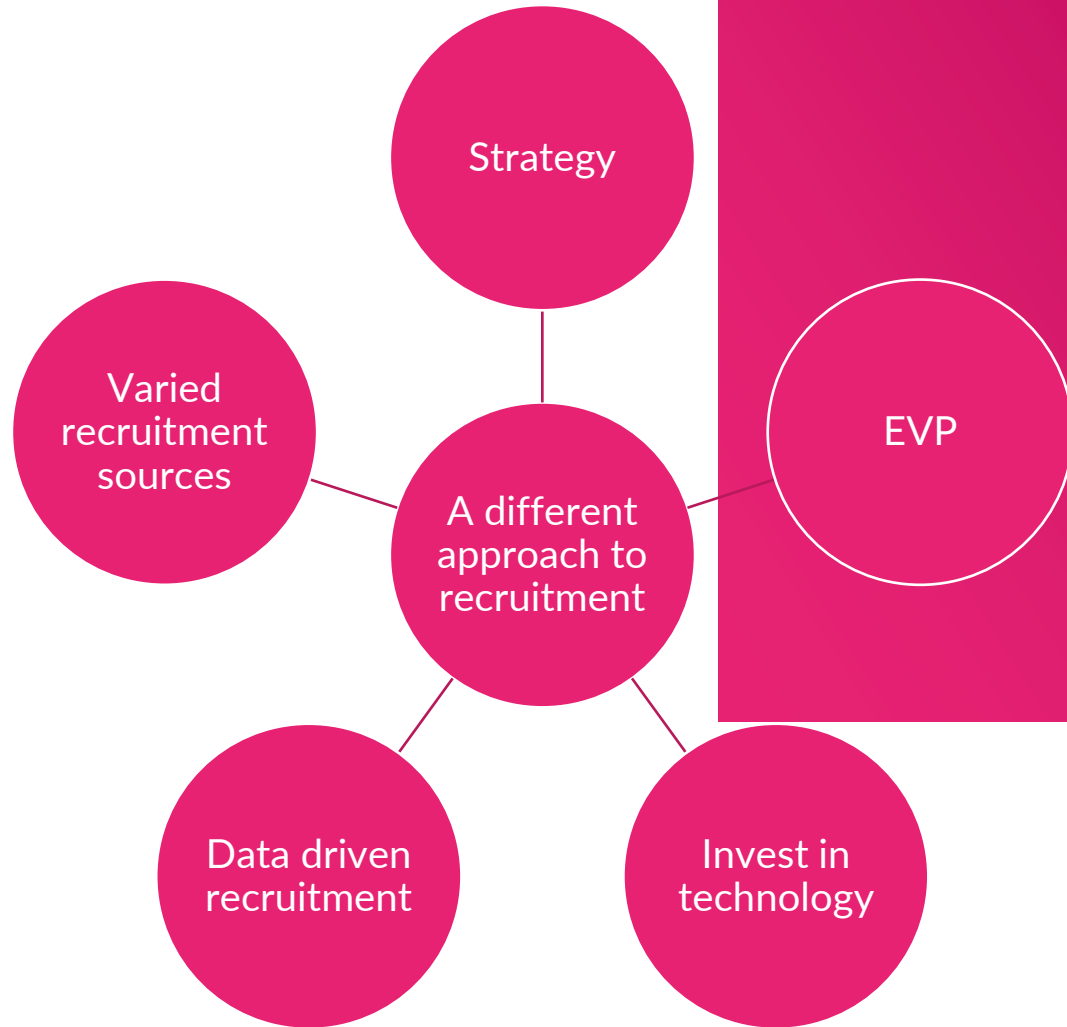 Strategy
EVP
Invest in
technology
Data driven
recruitment
Varied
recruitment
sources
A different
approach to
recruitment